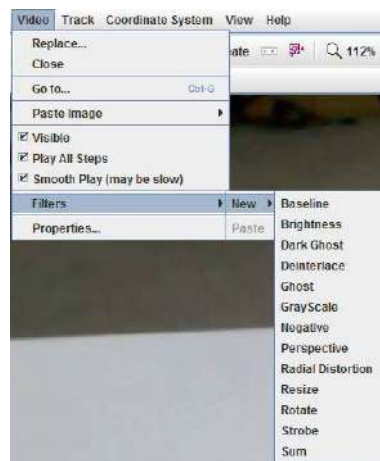 Video Track Coordinate System View Help
Replace...
Close
ate 112%
Go to... Ctrl-G
Paste Image
Visible
Play All Steps
Smooth Play (may be slow)
Filters New Baseline
Properties... Paste Brightness
Dark Ghost
Deinterlace
Ghost
GrayScale
Negative
Perspective
Radial Distortion
Resize
Rotate
Strobe
Sum